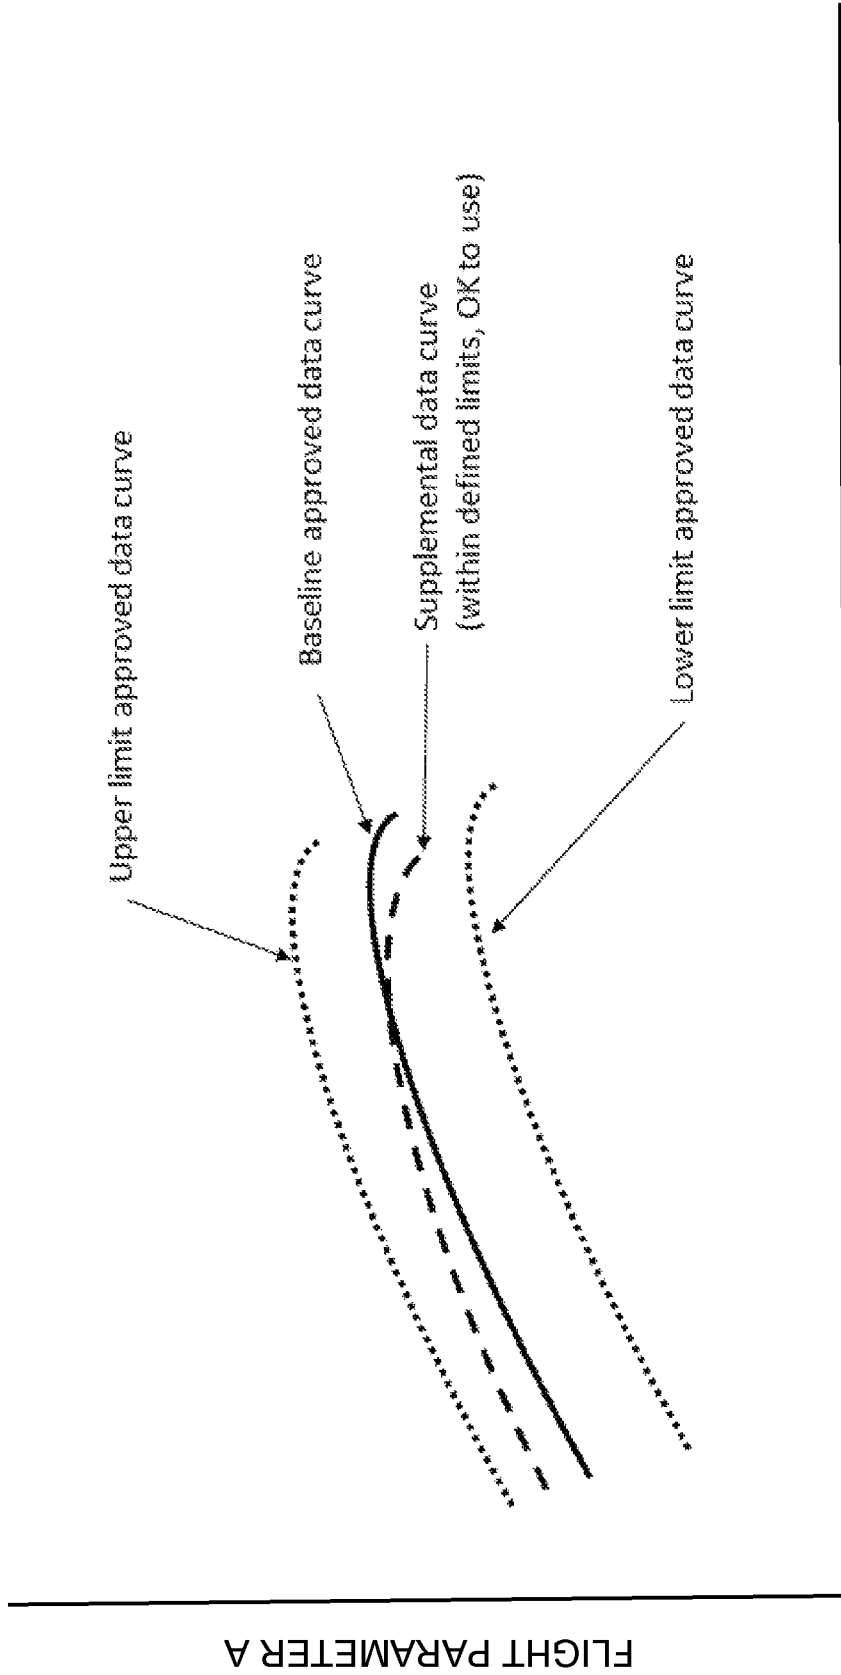 Upper limit approved data curve
Baseline approved data curve
Supplemental data curve
(within defined limits, OK to use)
Lower limit approved data curve
FLIGHT PARAMETER A